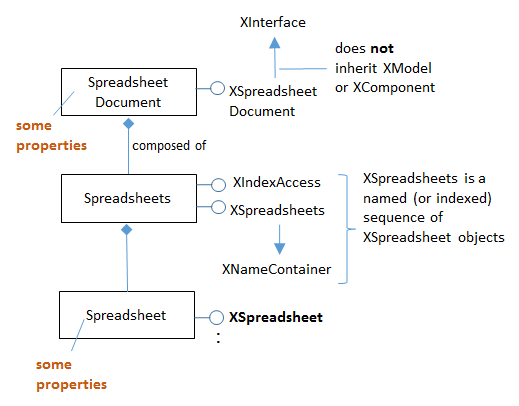 XInterface
does not
inherit XModel
or XComponent
Spreadsheet
Document
XSpreadsheet
Document
some
properties
composed of
Spreadsheets
XIndexAccess
XSpreadsheets
XSpreadsheets is a
named (or indexed)
sequence of
XSpreadsheet objects
XNameContainer
Spreadsheet
XSpreadsheet
:
some
properties